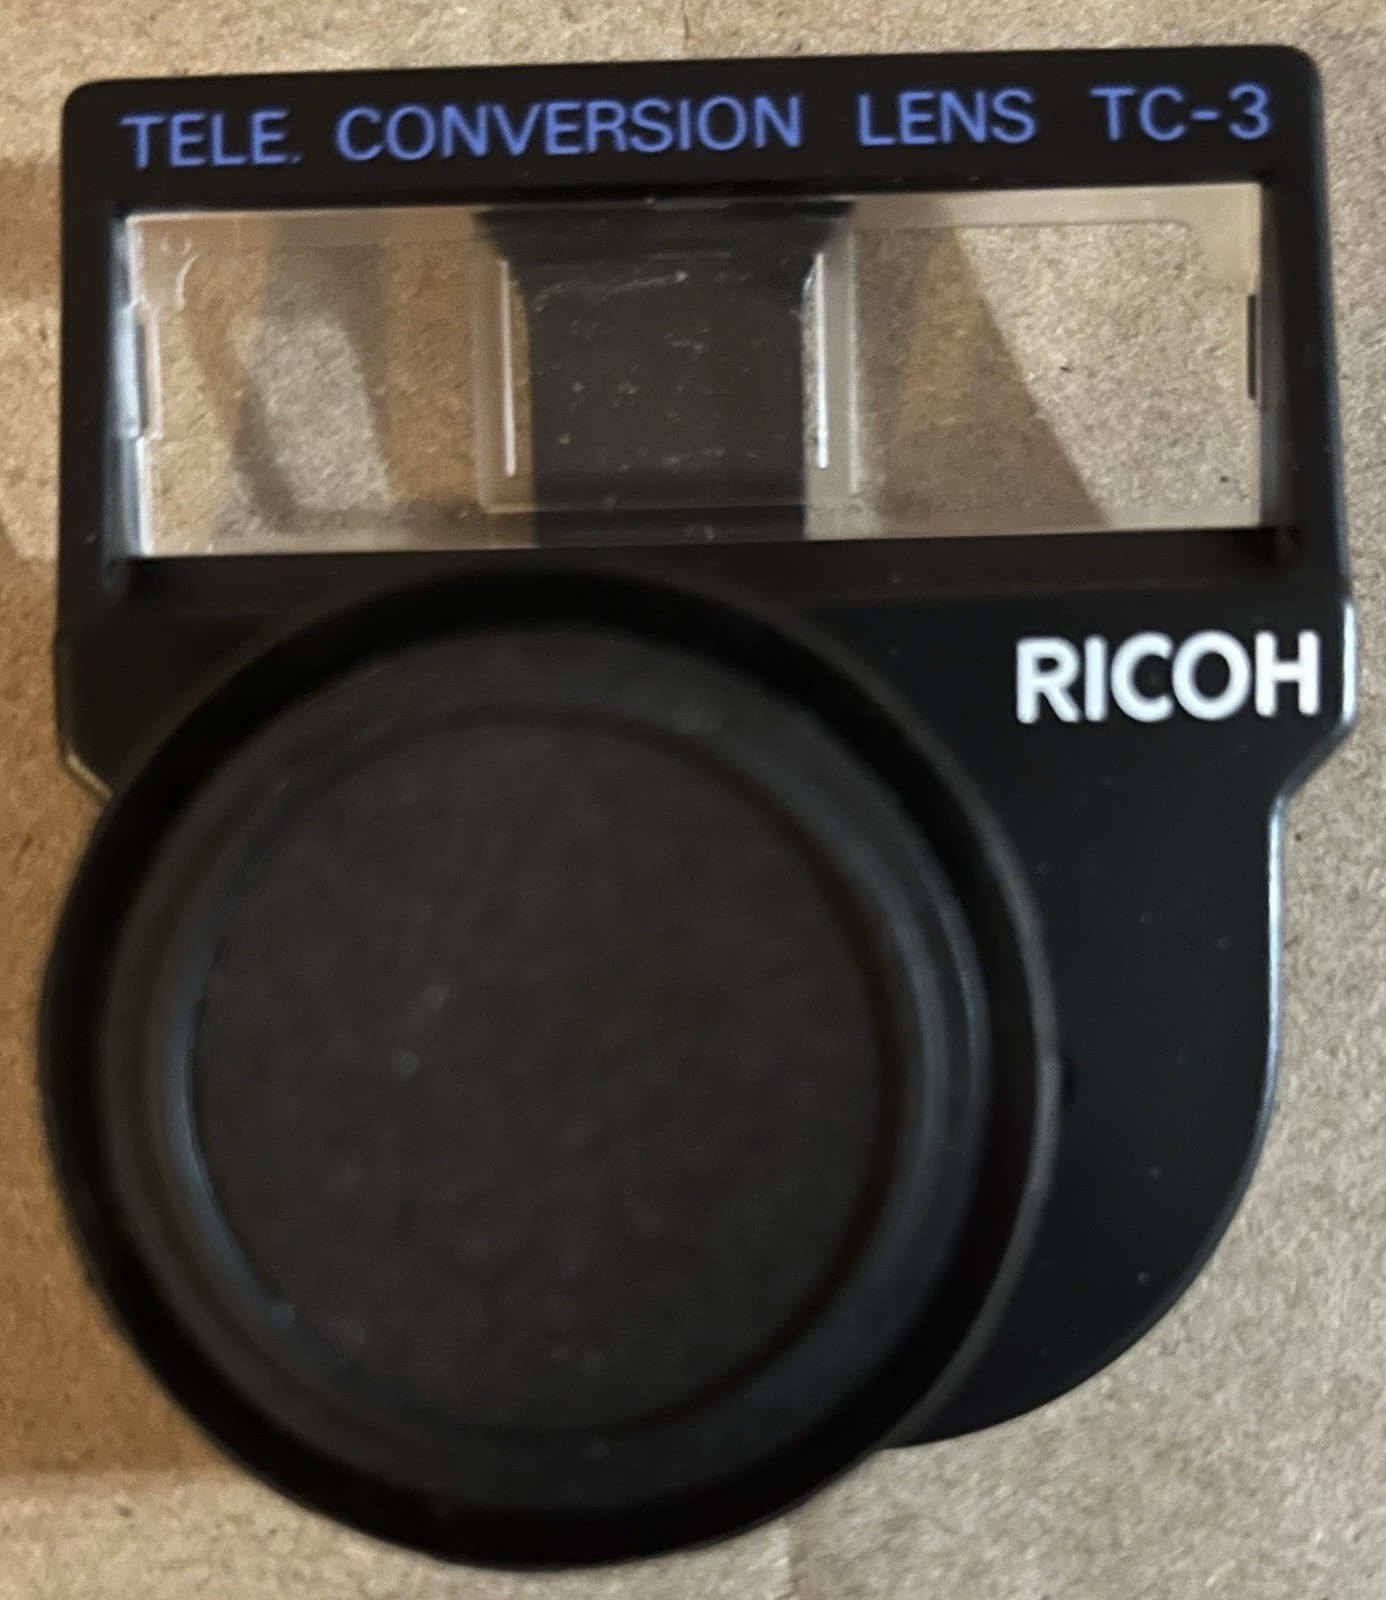 TELE. CONVERSION LENS TC-3
RICOH